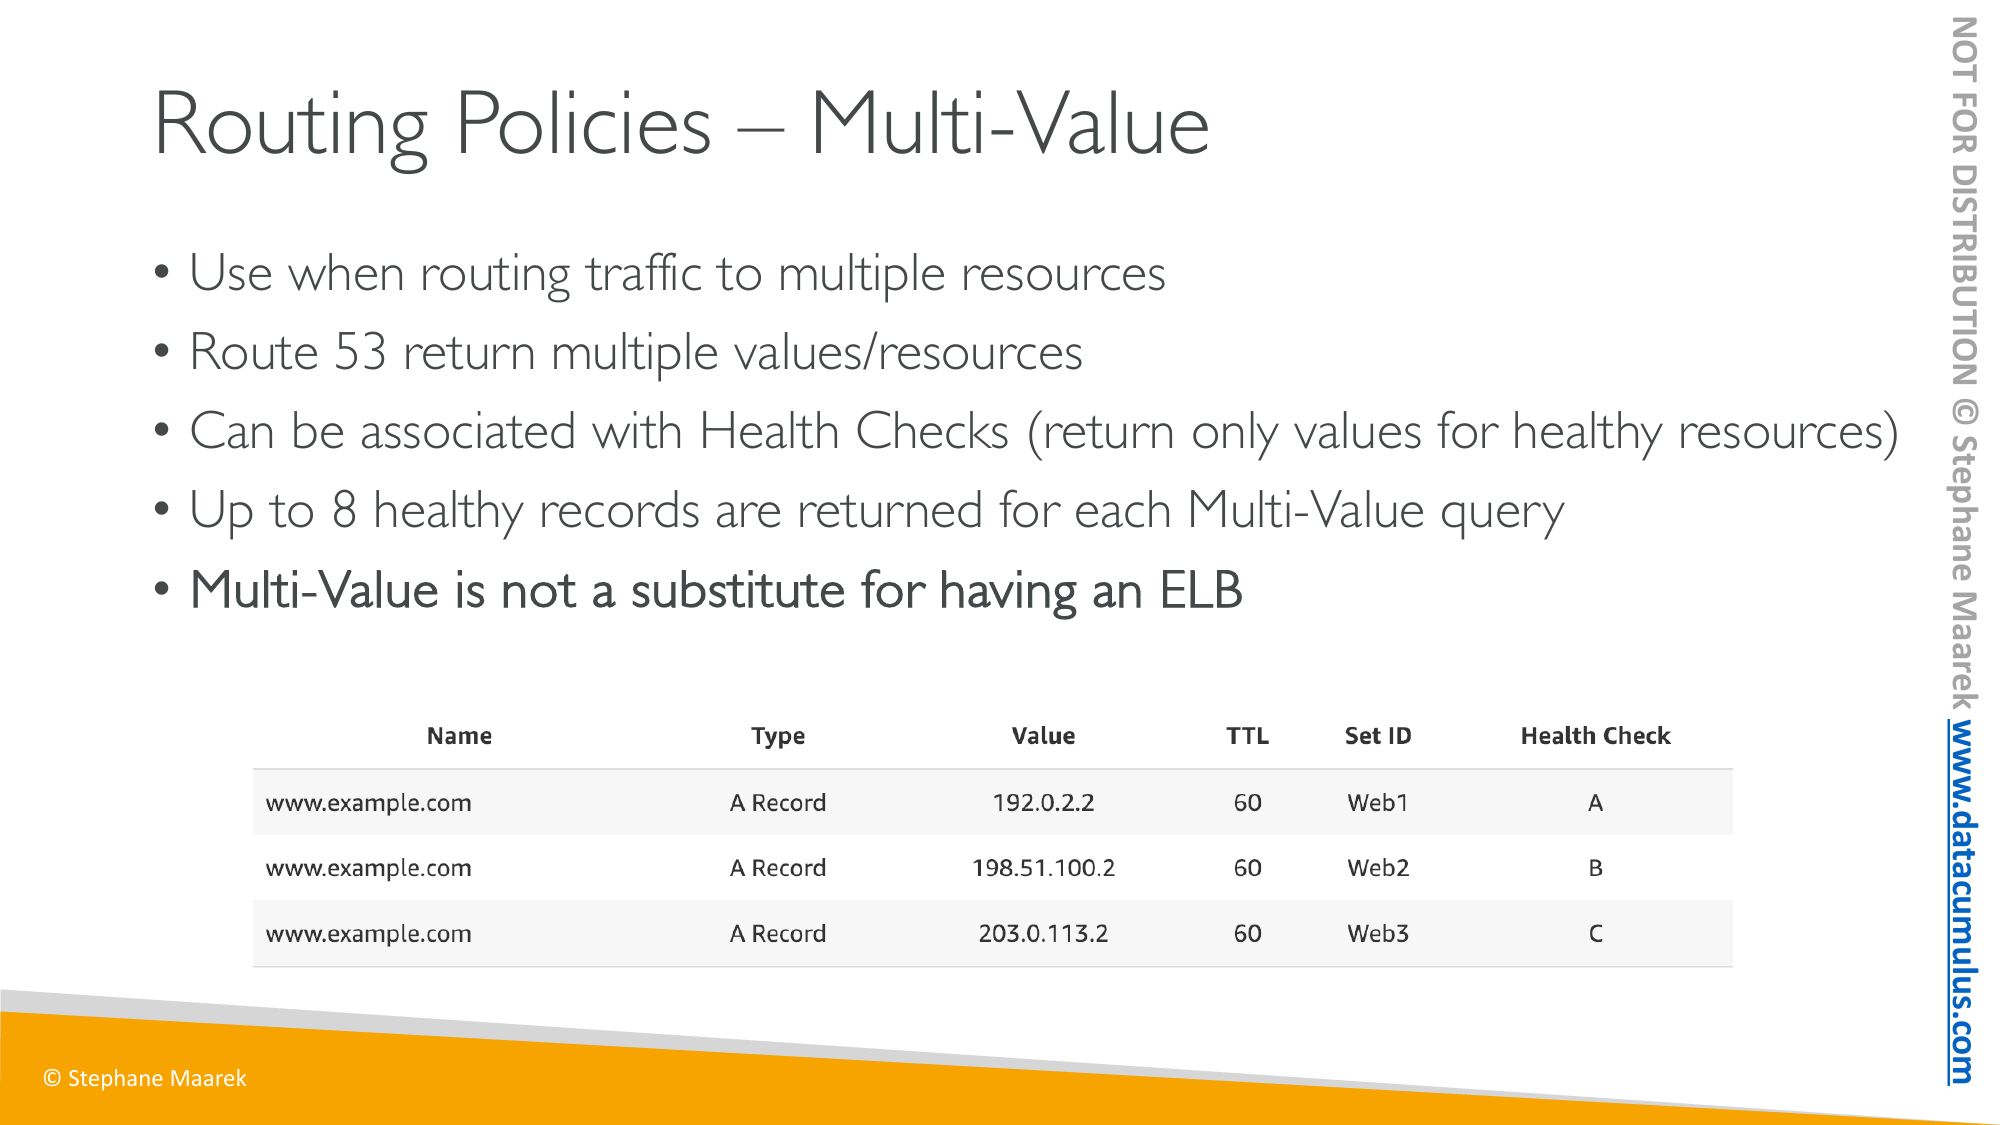 Routing Policies – Multi-Value
• Use when routing traffic to multiple resources
• Route 53 return multiple values/resources
• Can be associated with Health Checks (return only values for healthy resources)
• Up to 8 healthy records are returned for each Multi-Value query
• Multi-Value is not a substitute for having an ELB
Name Type Value TTL Set ID Health Check
www.example.com A Record 192.0.2.2 60 Web1 A
www.example.com A Record 198.51.100.2 60 Web2 B
www.example.com A Record 203.0.113.2 60 Web3 C
© Stephane Maarek
NOT FOR DISTRIBUTION © Stephane Maarek www.datacumulus.com